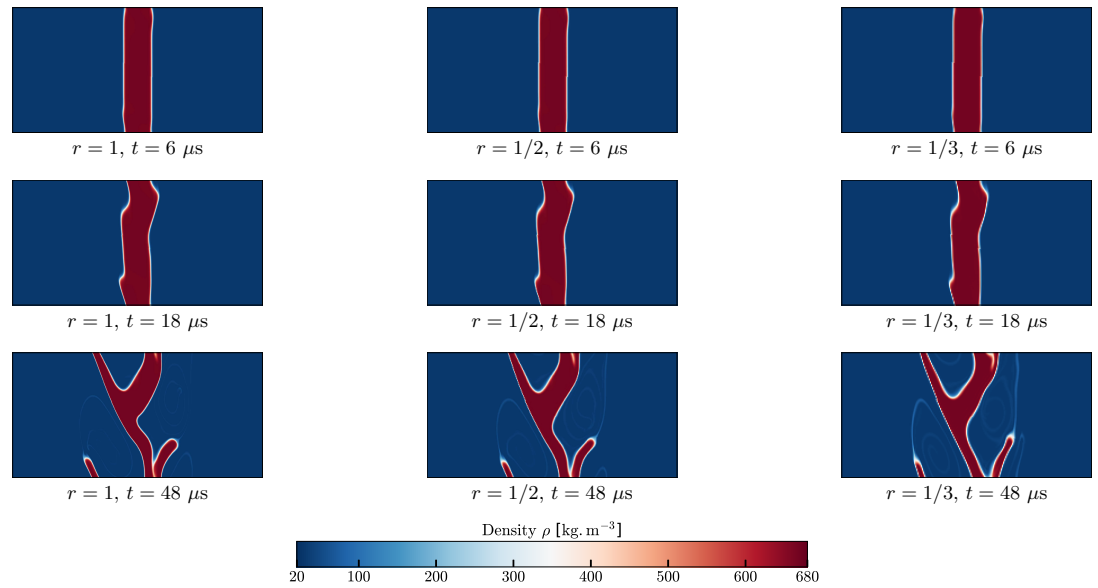 r = 1, t = 6 μs
r = 1/2, t = 6 μs
r = 1/3, t = 6 μs
r = 1, t = 18 μs
r = 1/2, t = 18 μs
r = 1/3, t = 18 μs
r = 1, t = 48 μs
r = 1/2, t = 48 μs
r = 1/3, t = 48 μs
Density ρ [kg.m⁻³]
20 100 200 300 400 500 600 680